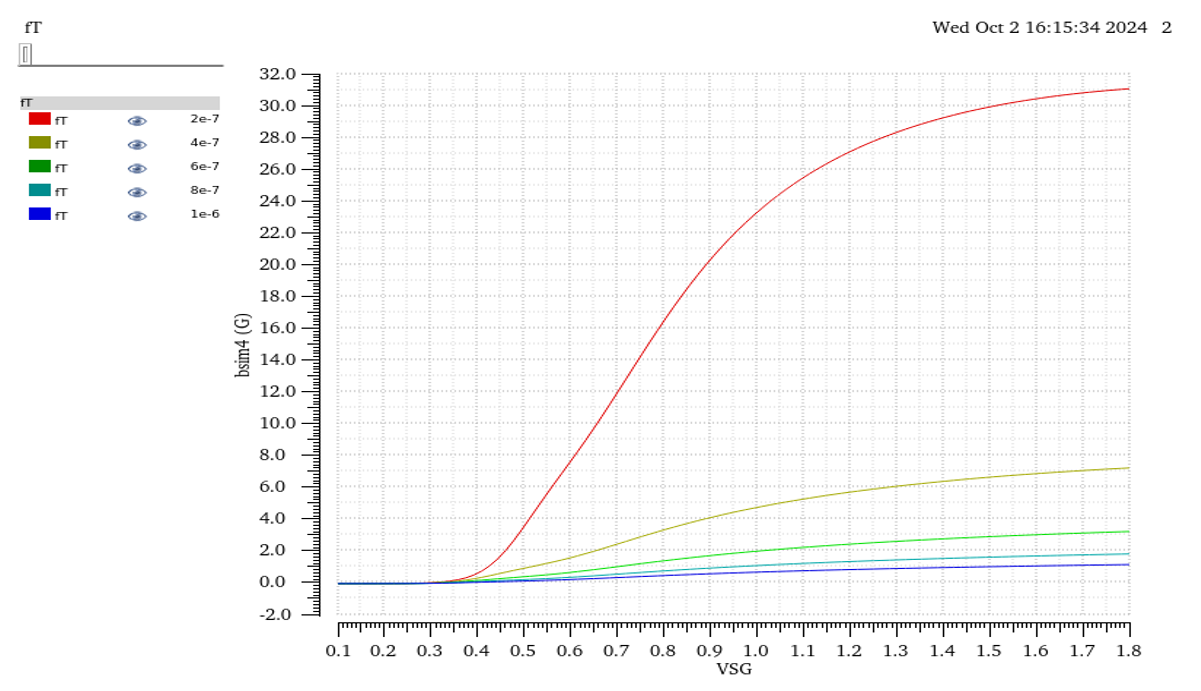 fT
Wed Oct 2 16:15:34 2024 2
fT
fT 2e-7
fT 4e-7
fT 6e-7
fT 8e-7
fT 1e-6
bsim4 (G)
32.0
30.0
28.0
26.0
24.0
22.0
20.0
18.0
16.0
14.0
12.0
10.0
8.0
6.0
4.0
2.0
0.0
-2.0
0.1 0.2 0.3 0.4 0.5 0.6 0.7 0.8 0.9 1.0 1.1 1.2 1.3 1.4 1.5 1.6 1.7 1.8
VSG